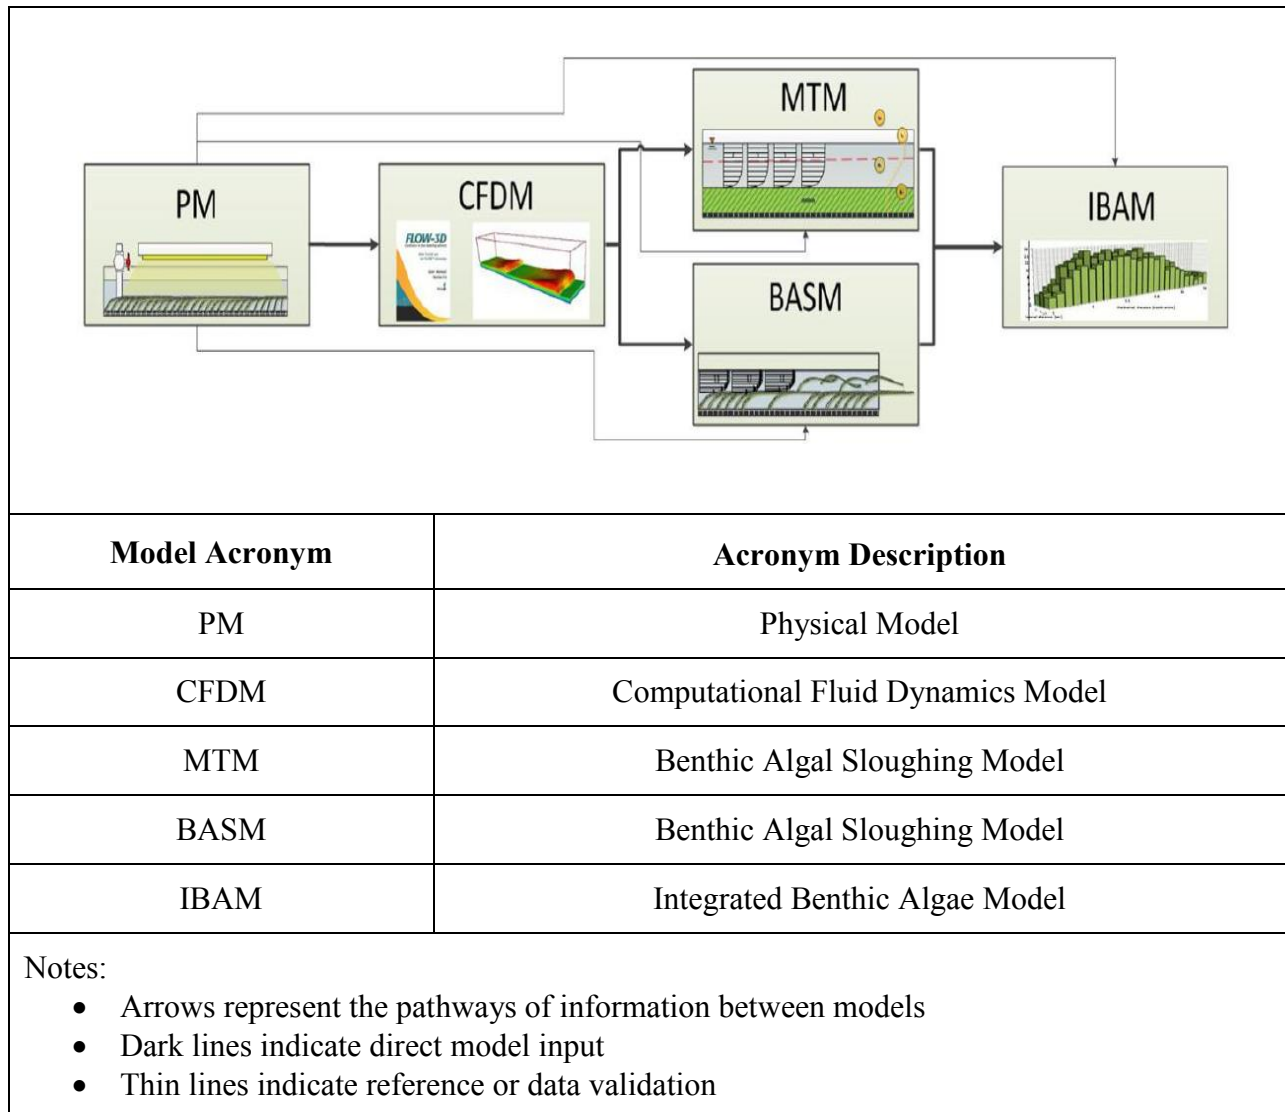 PM
CFDM
FLOW-3D
MTM
BASM
IBAM
Model Acronym
Acronym Description
PM
Physical Model
CFDM
Computational Fluid Dynamics Model
MTM
Benthic Algal Sloughing Model
BASM
Benthic Algal Sloughing Model
IBAM
Integrated Benthic Algae Model
Notes:
• Arrows represent the pathways of information between models
• Dark lines indicate direct model input
• Thin lines indicate reference or data validation